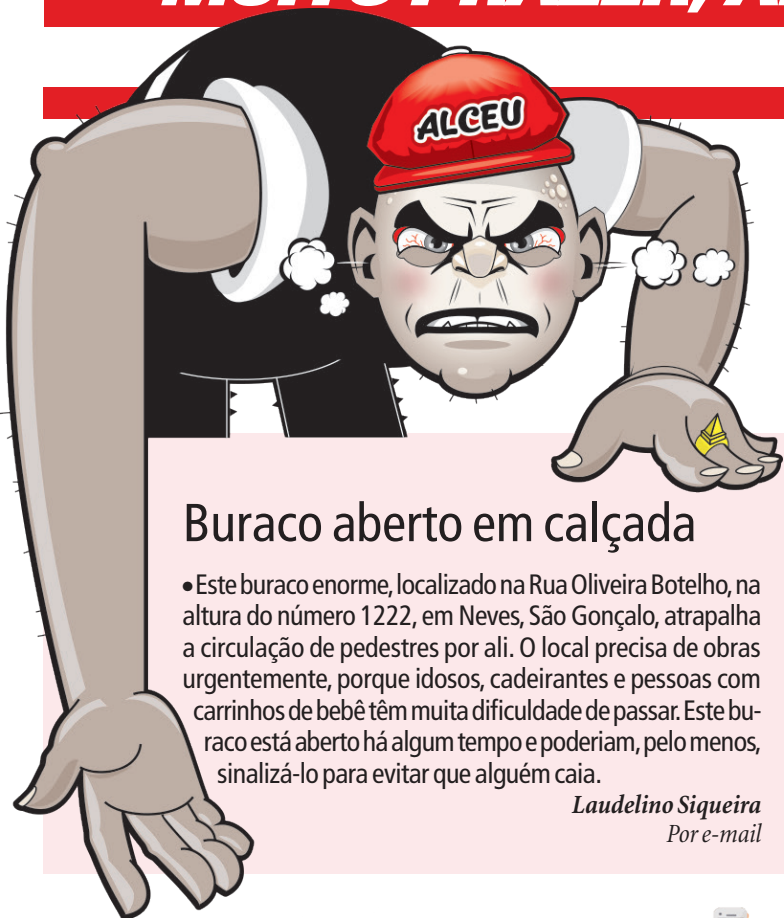 ALCEU
Buraco aberto em calçada
• Este buraco enorme, localizado na Rua Oliveira Botelho, na
altura do número 1222, em Neves, São Gonçalo, atrapalha
a circulação de pedestres por ali. O local precisa de obras
urgentemente, porque idosos, cadeirantes e pessoas com
carrinhos de bebê têm muita dificuldade de passar. Este bu-
raco está aberto há algum tempo e poderiam, pelo menos,
sinalizá-lo para evitar que alguém caia.
Laudelino Siqueira
Por e-mail